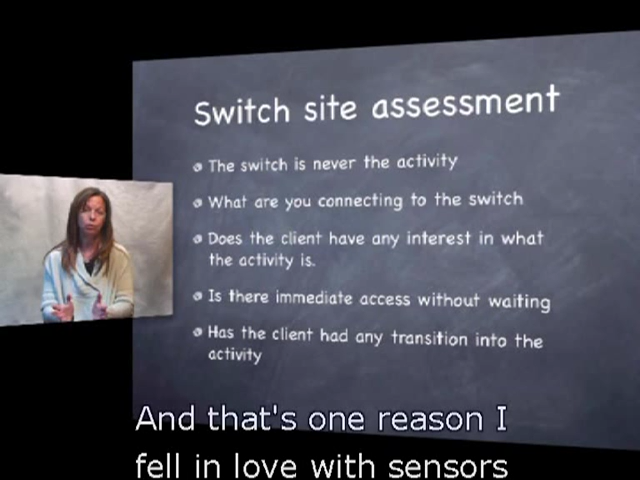 Switch site assessment
The switch is never the activity
What are you connecting to the switch
Does the client have any interest in what
the activity is.
Is there immediate access without waiting
Has the client had any transition into the
activity
And that's one reason I
fell in love with sensors